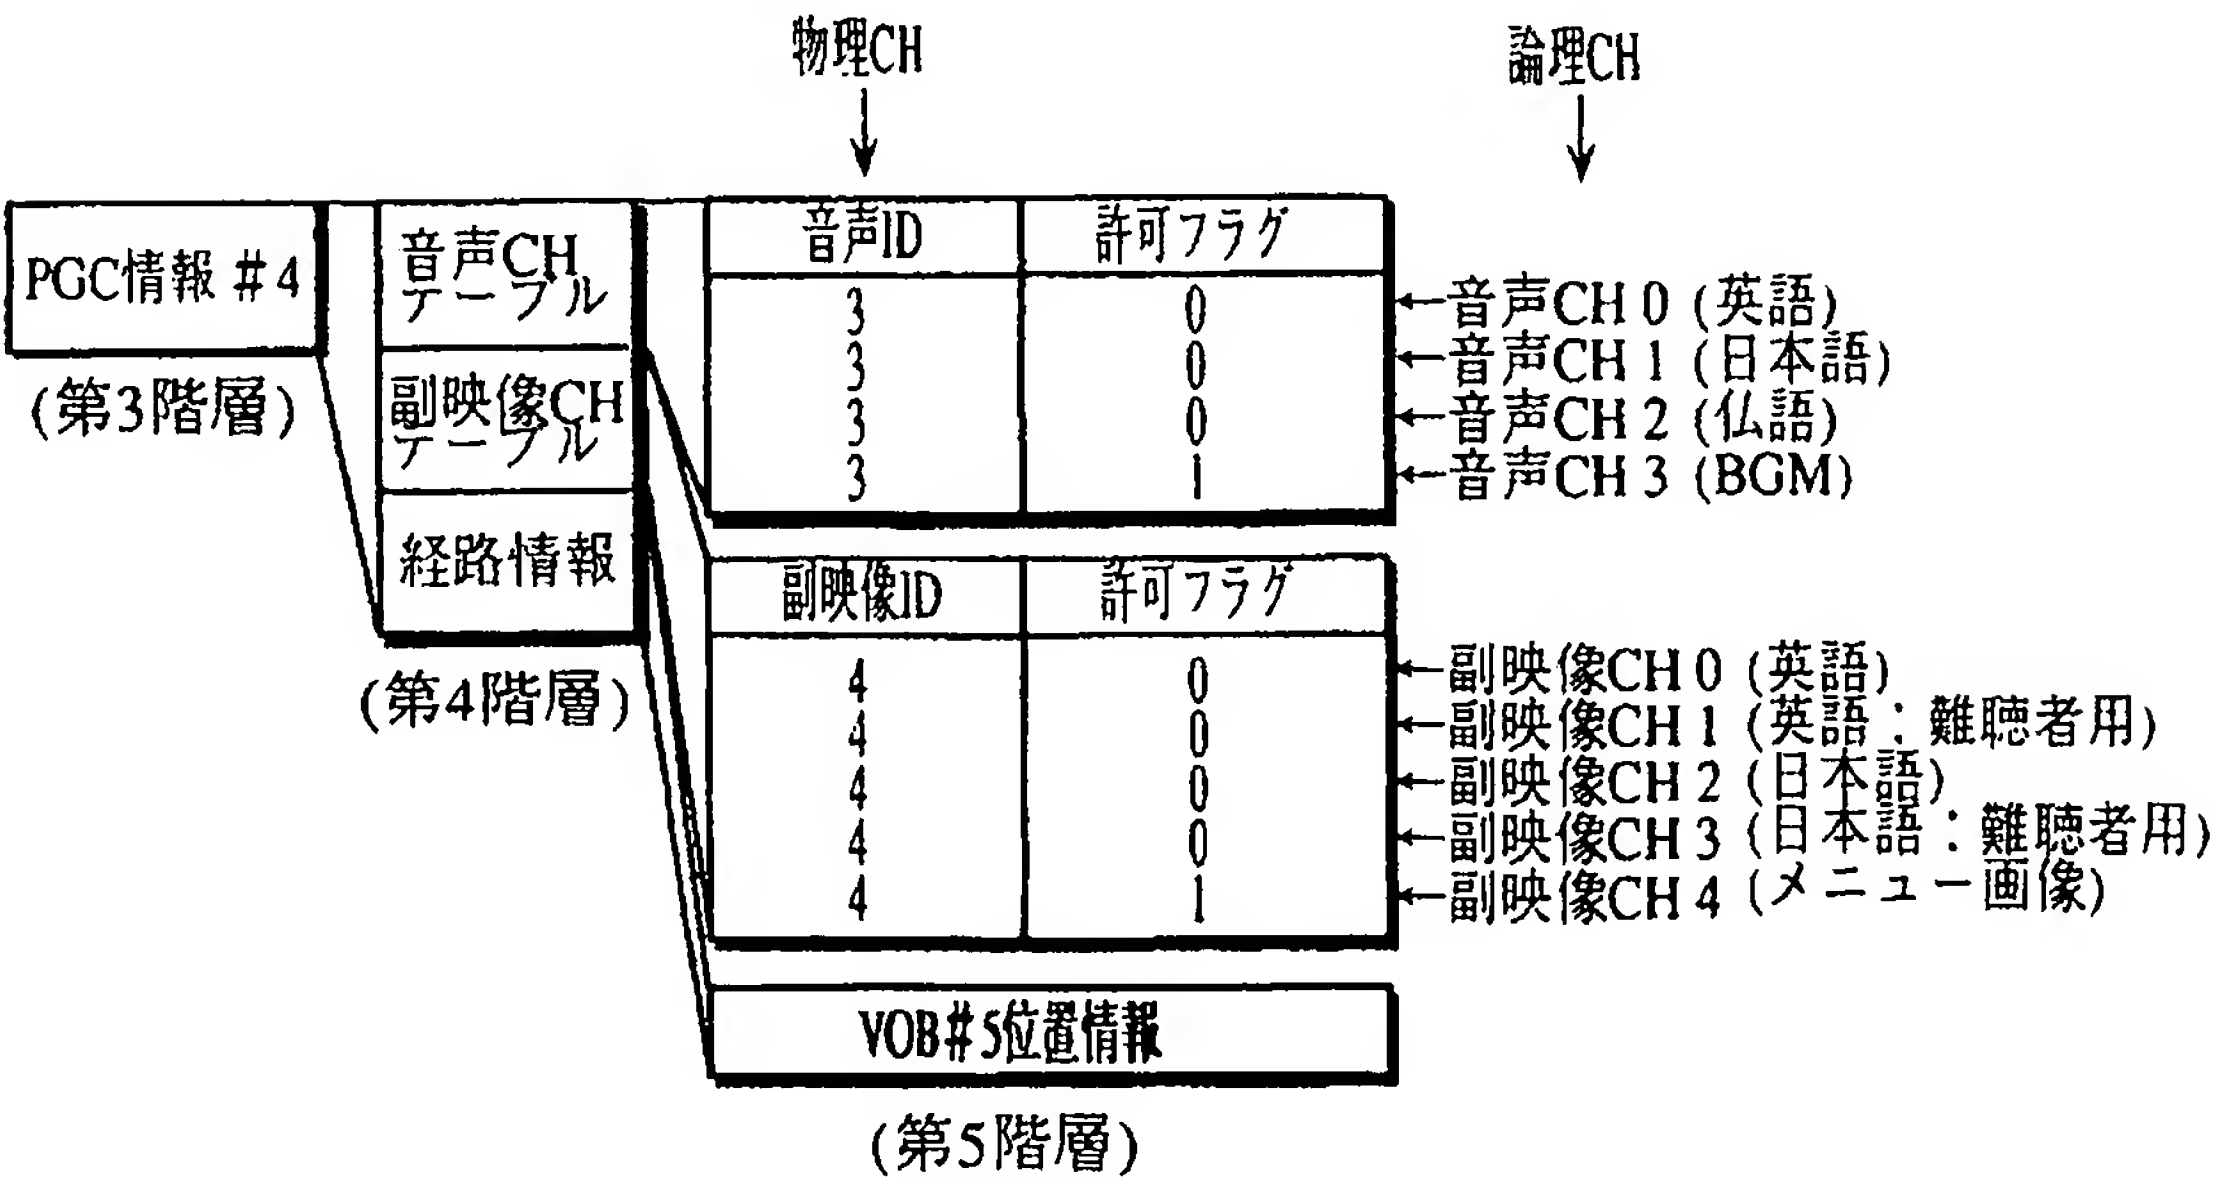 物理CH
論理CH
PGC情報 #4
(第3階層)
音声CH
テーブル
副映像CH
テーブル
経路情報
(第4階層)
音声ID 許可フラグ
3 0 音声CH 0 (英語)
3 0 音声CH 1 (日本語)
3 0 音声CH 2 (仏語)
3 1 音声CH 3 (BGM)
副映像ID 許可フラグ
4 0 副映像CH 0 (英語)
4 0 副映像CH 1 (英語:難聴者用)
4 0 副映像CH 2 (日本語)
4 0 副映像CH 3 (日本語:難聴者用)
4 1 副映像CH 4 (メニュー画像)
VOB#5位置情報
(第5階層)